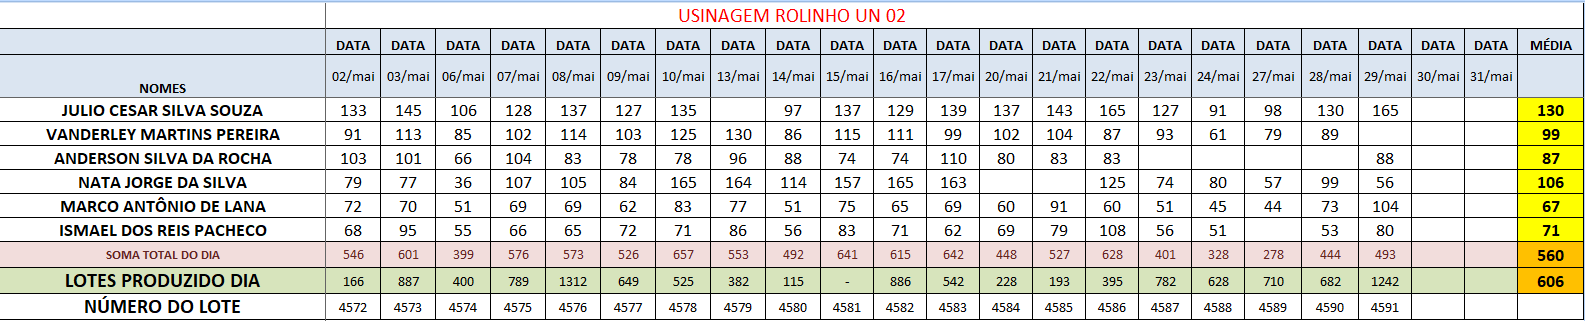 USINAGEM ROLINHO UN 02
DATA DATA DATA DATA DATA DATA DATA DATA DATA DATA DATA DATA DATA DATA DATA DATA DATA DATA DATA DATA DATA DATA MÉDIA
NOMES 02/mai 03/mai 06/mai 07/mai 08/mai 09/mai 10/mai 13/mai 14/mai 15/mai 16/mai 17/mai 20/mai 21/mai 22/mai 23/mai 24/mai 27/mai 28/mai 29/mai 30/mai 31/mai
JULIO CESAR SILVA SOUZA 133 145 106 128 137 127 135 97 137 129 139 137 143 165 127 91 98 130 165 130
VANDERLEY MARTINS PEREIRA 91 113 85 102 114 103 125 130 86 115 111 99 102 104 87 93 61 79 89 99
ANDERSON SILVA DA ROCHA 103 101 66 104 83 78 78 96 88 74 74 110 80 83 83 88 87
NATA JORGE DA SILVA 79 77 36 107 105 84 165 164 114 157 165 163 125 74 80 57 99 56 106
MARCO ANTÔNIO DE LANA 72 70 51 69 69 62 83 77 51 75 65 69 60 91 60 51 45 44 73 104 67
ISMAEL DOS REIS PACHECO 68 95 55 66 65 72 71 86 56 83 71 62 69 79 108 56 51 53 80 71
SOMA TOTAL DO DIA 546 601 399 576 573 526 657 553 492 641 615 642 448 527 628 401 328 278 444 493 560
LOTES PRODUZIDO DIA 166 887 400 789 1312 649 525 382 115 - 886 542 228 193 395 782 628 710 682 1242 606
NÚMERO DO LOTE 4572 4573 4574 4575 4576 4577 4578 4579 4580 4581 4582 4583 4584 4585 4586 4587 4588 4589 4590 4591